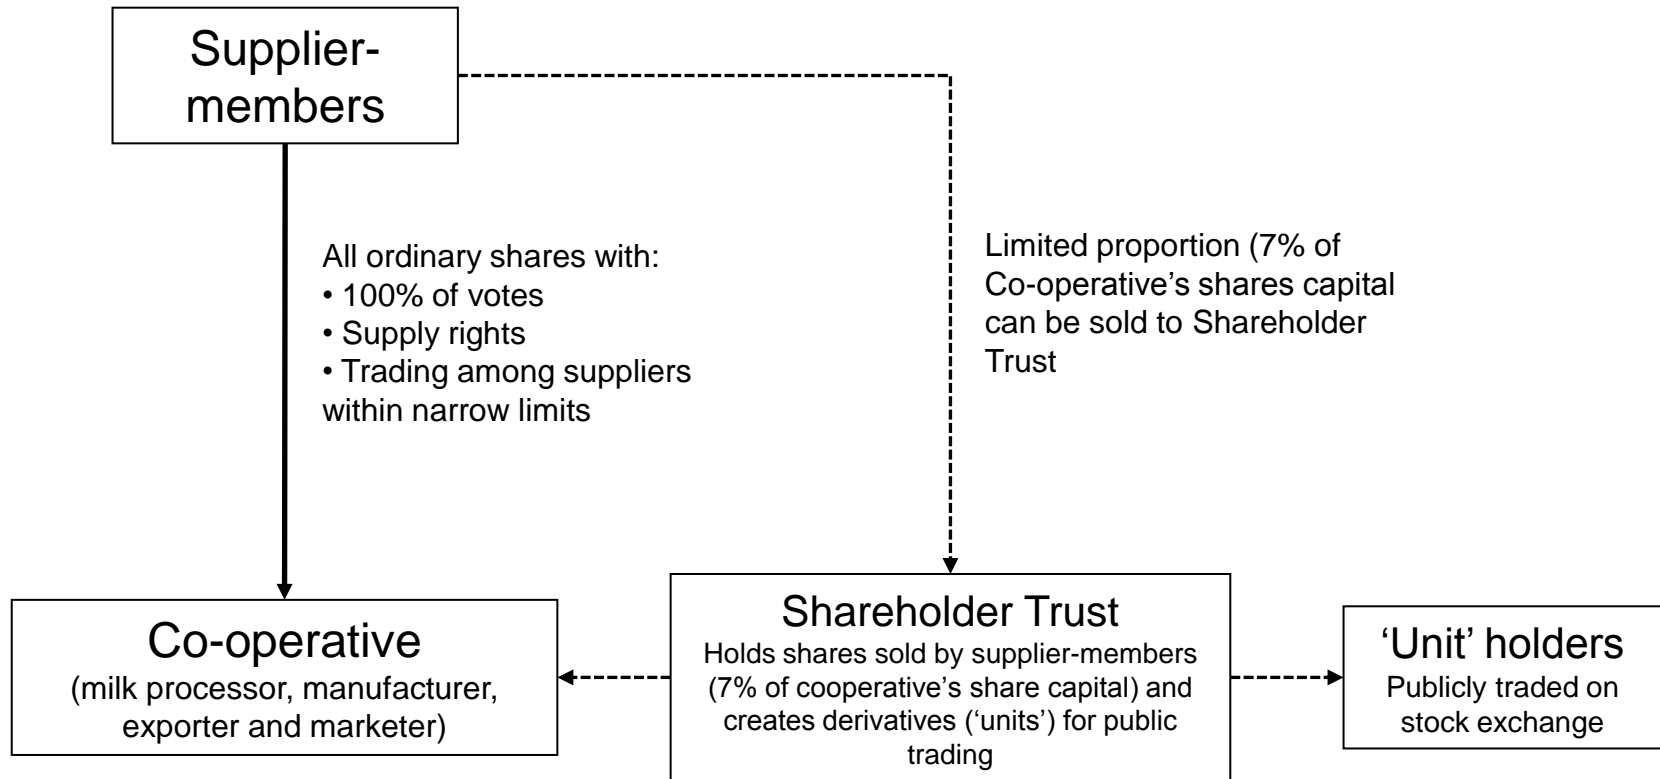 Supplier-
members
All ordinary shares with:
• 100% of votes
• Supply rights
• Trading among suppliers
within narrow limits
Limited proportion (7% of
Co-operative’s shares capital
can be sold to Shareholder
Trust
Co-operative
(milk processor, manufacturer,
exporter and marketer)
Shareholder Trust
Holds shares sold by supplier-members
(7% of cooperative’s share capital) and
creates derivatives (‘units’) for public
trading
‘Unit’ holders
Publicly traded on
stock exchange